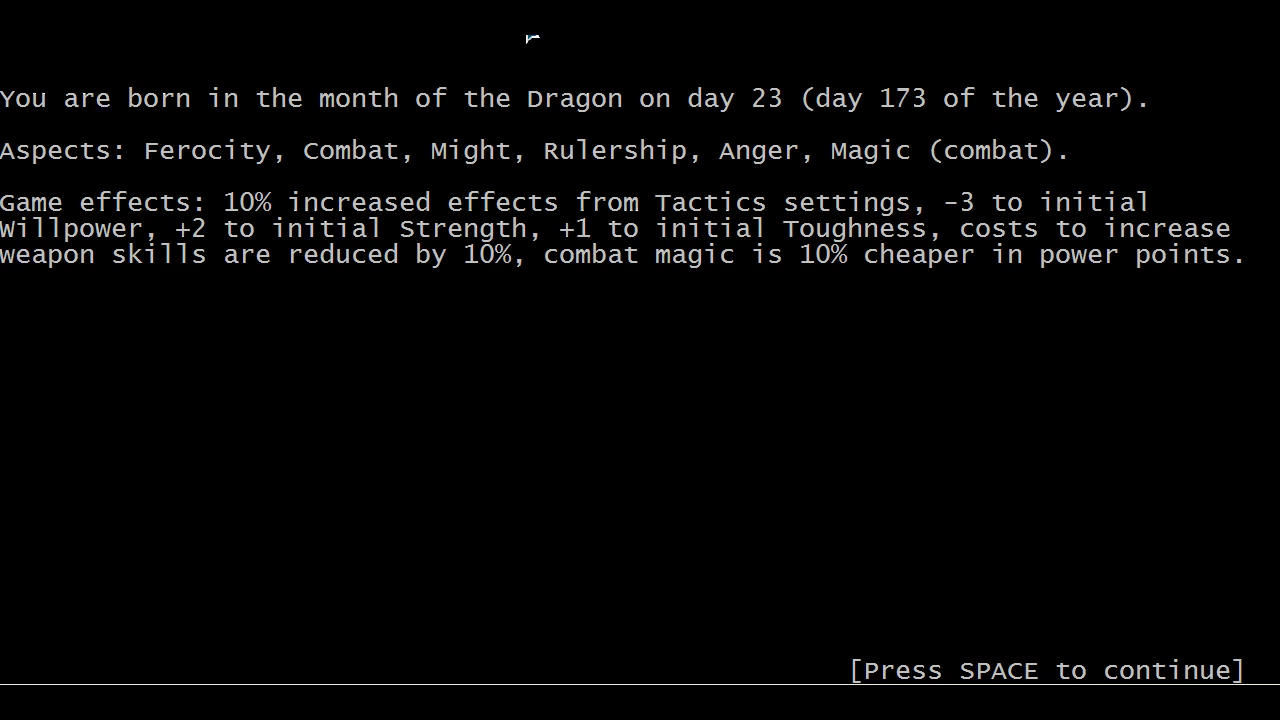 You are born in the month of the Dragon on day 23 (day 173 of the year).
Aspects: Ferocity, Combat, Might, Rulership, Anger, Magic (combat).
Game effects: 10% increased effects from Tactics settings, -3 to initial
Willpower, +2 to initial Strength, +1 to initial Toughness, costs to increase
weapon skills are reduced by 10%, combat magic is 10% cheaper in power points.
[Press SPACE to continue]